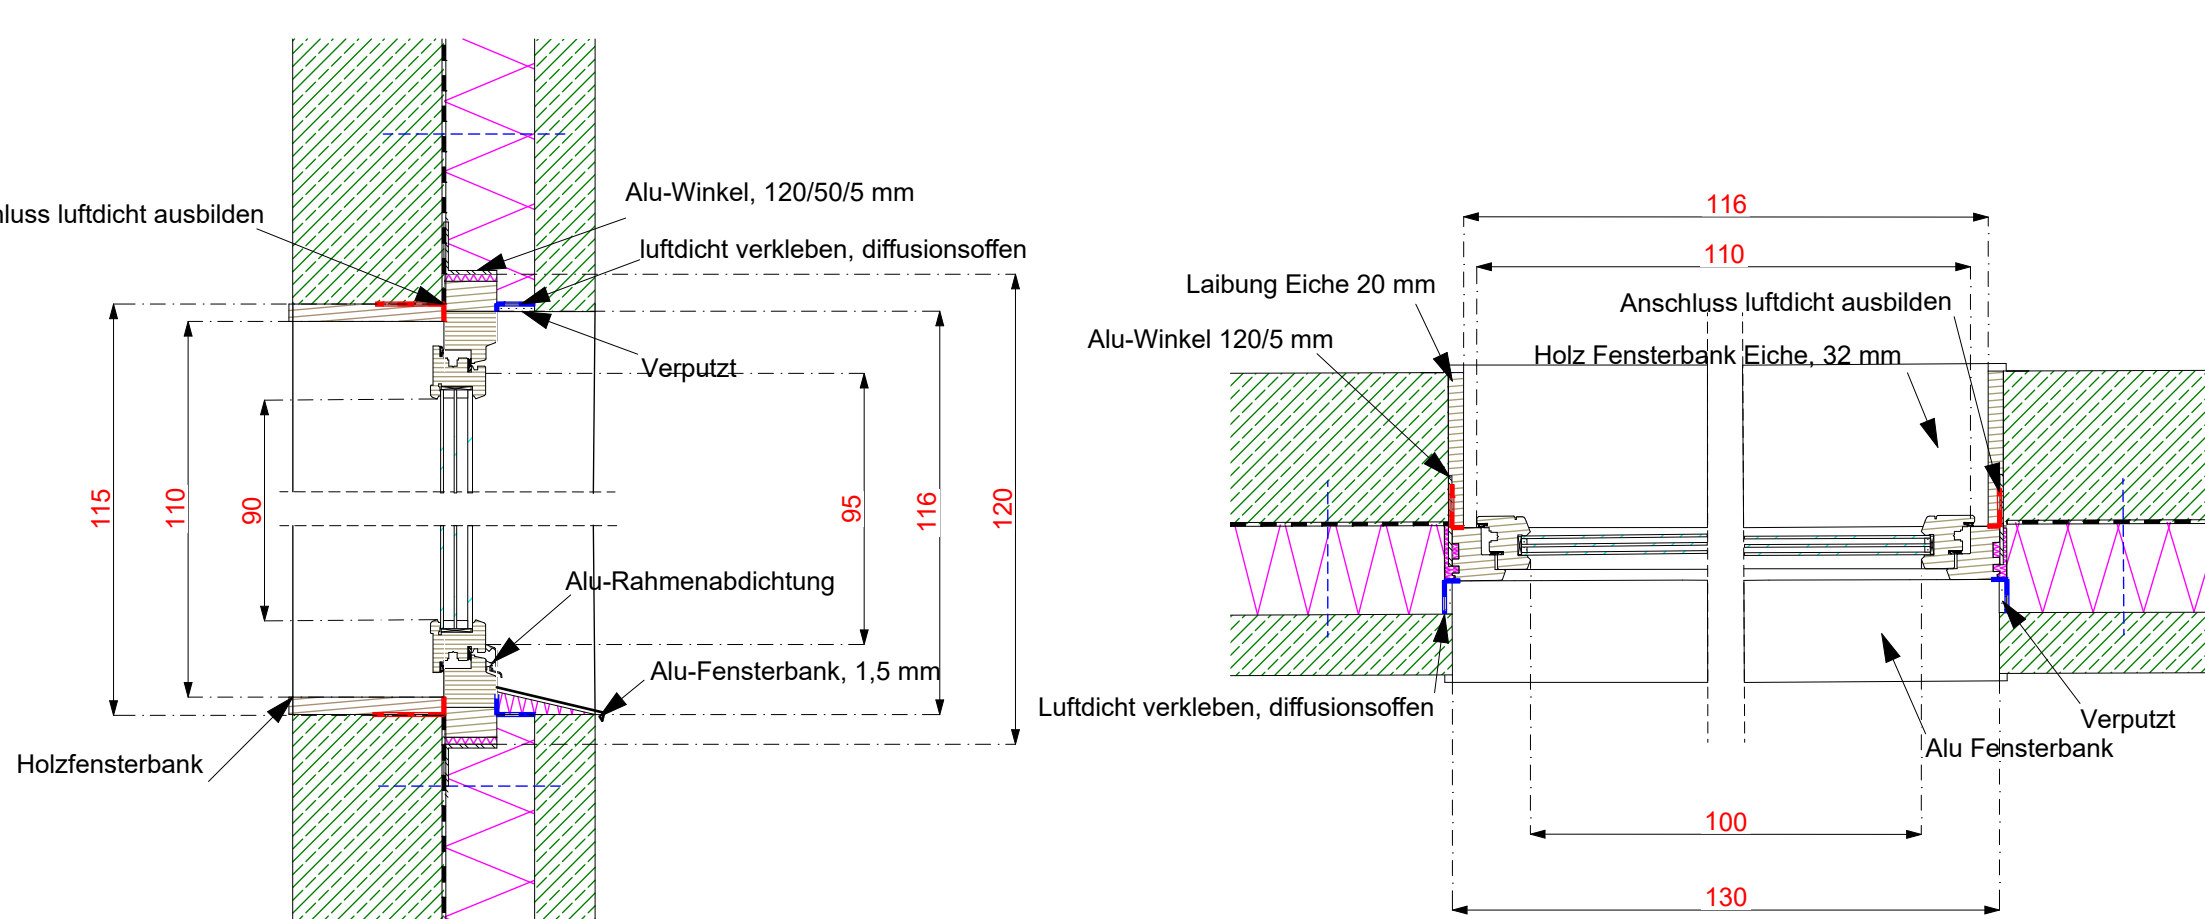 Alu-Winkel, 120/50/5 mm
luss luftdicht ausbilden
luftdicht verkleben, diffusionsoffen
Verputzt
115
110
90
95
116
120
Alu-Rahmenabdichtung
Alu-Fensterbank, 1,5 mm
Holzfensterbank
116
110
Laibung Eiche 20 mm
Anschluss luftdicht ausbilden
Alu-Winkel 120/5 mm
Holz Fensterbank Eiche, 32 mm
Luftdicht verkleben, diffusionsoffen
Verputzt
Alu Fensterbank
100
130